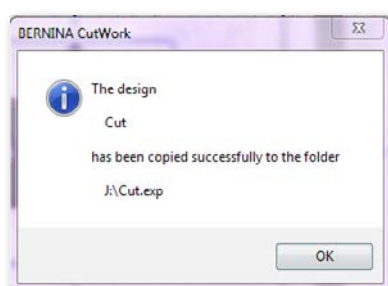 BERNINA CutWork
The design
Cut
has been copied successfully to the folder
J:\Cut.exp
OK